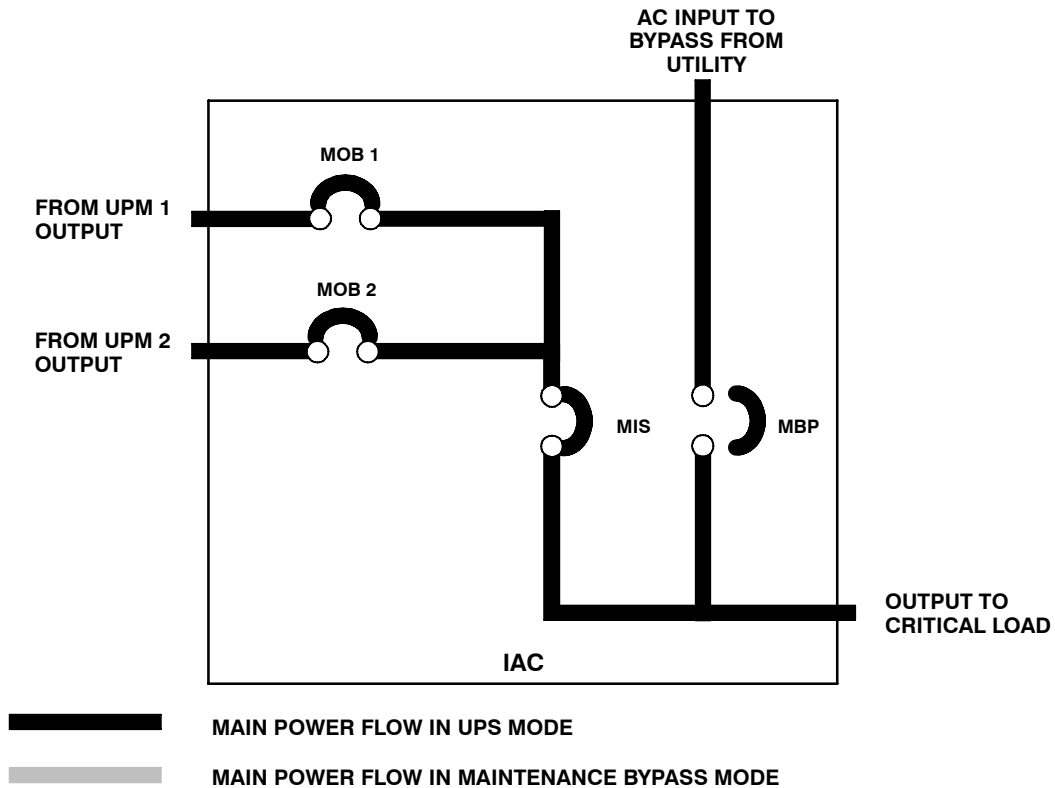 AC INPUT TO
BYPASS FROM
UTILITY
MOB 1
FROM UPM 1
OUTPUT
MOB 2
FROM UPM 2
OUTPUT
MIS
MBP
OUTPUT TO
CRITICAL LOAD
IAC
MAIN POWER FLOW IN UPS MODE
MAIN POWER FLOW IN MAINTENANCE BYPASS MODE